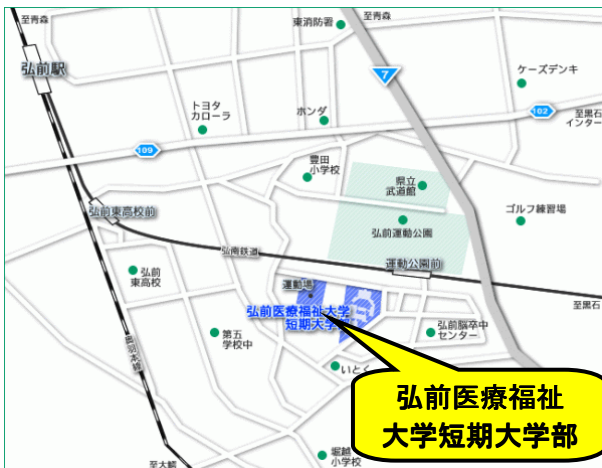 至青森
東消防署
至青森
弘前駅
7
ケーズデンキ
トヨタ
カローラ
ホンダ
102
至黒石
インター
109
豊田
小学校
県立
武道館
弘前東高校前
弘前運動公園
ゴルフ練習場
弘南鉄道
運動公園前
弘前
東高校
運動場
至黒石
弘前医療福祉大学
短期大学部
第五
学校中
弘前脳卒中
センター
奥羽本線
いとく
弘前医療福祉
大学短期大学部
堀越
小学校
至大鰐